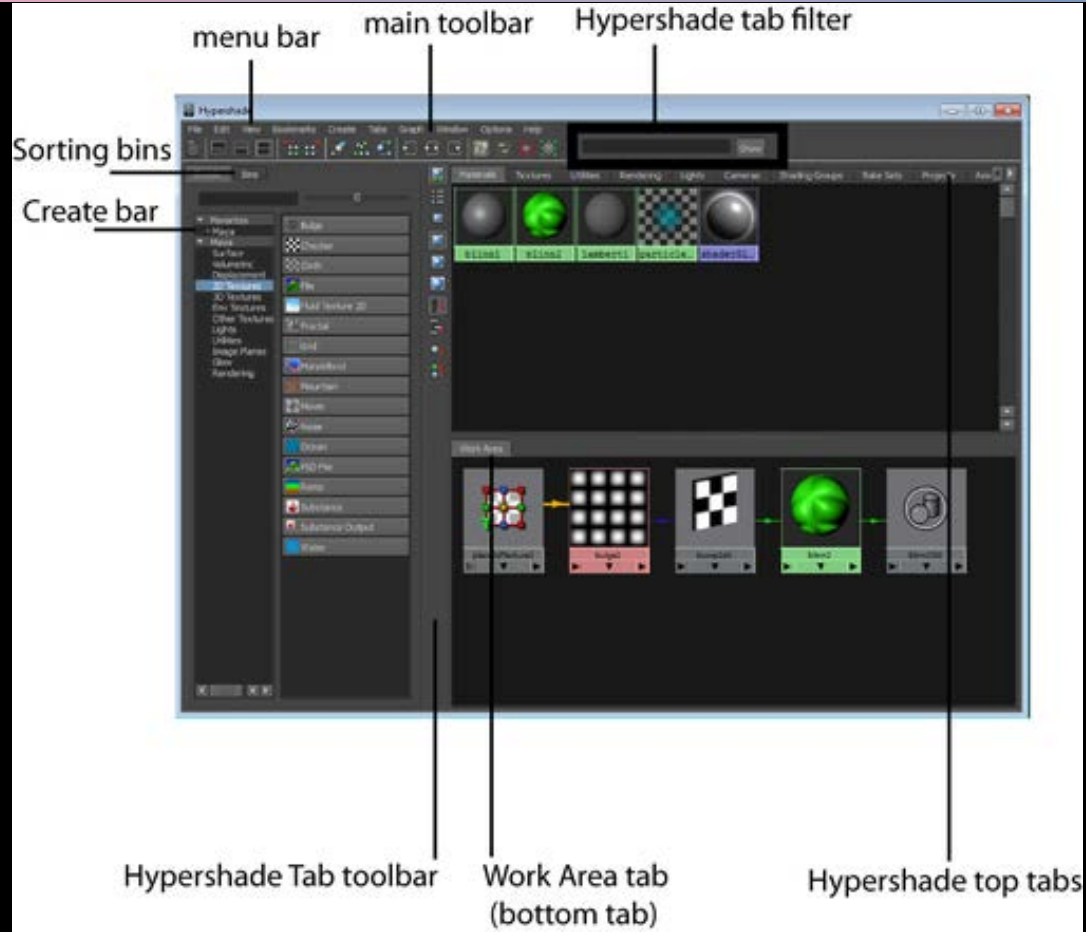 menu bar
main toolbar
Hypershade tab filter
Hypershade
File Edit View Bookmarks Create Tabs Graph Window Options Help
Show
Sorting bins
Bins
Create bar
Materials Textures Utilities Rendering Lights Cameras Shading Groups Bake Sets Projects
Favorites
Maya
Maya
Surface
Volumetric
Displacement
2D Textures
3D Textures
Env Textures
Other Textures
Lights
Utilities
Image Planes
Glow
Rendering
Bulge
Checker
Cloth
File
Fluid Texture 2D
Fractal
Grid
Mandelbrot
Mountain
Movie
Noise
Ocean
PSD File
Ramp
Substance
Substance Output
Water
blinn1 blinn2 lambert1 particle... shaderGl...
Work Area
bulge2
bump2d1
blinn2
Hypershade Tab toolbar
Work Area tab
(bottom tab)
Hypershade top tabs